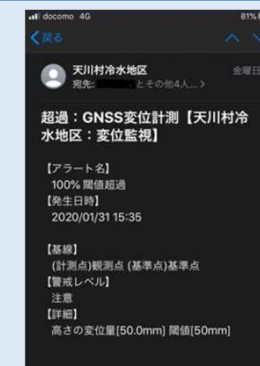 docomo 4G 81%
戻る
天川村冷水地区 金曜日
宛先: とその他4人...
超過：GNSS変位計測【天川村冷
水地区：変位監視】
【アラート名】
100% 閾値超過
【発生日時】
2020/01/31 15:35
【基線】
(計測点)観測点 (基準点)基準点
【警戒レベル】
注意
【詳細】
高さの変位量[50.0mm] 閾値[50mm]